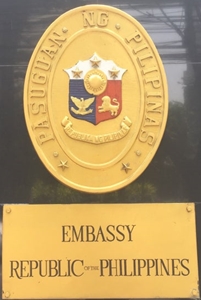 PASUGUAN NG PILIPINAS
EMBASSY
REPUBLIC OF THE PHILIPPINES